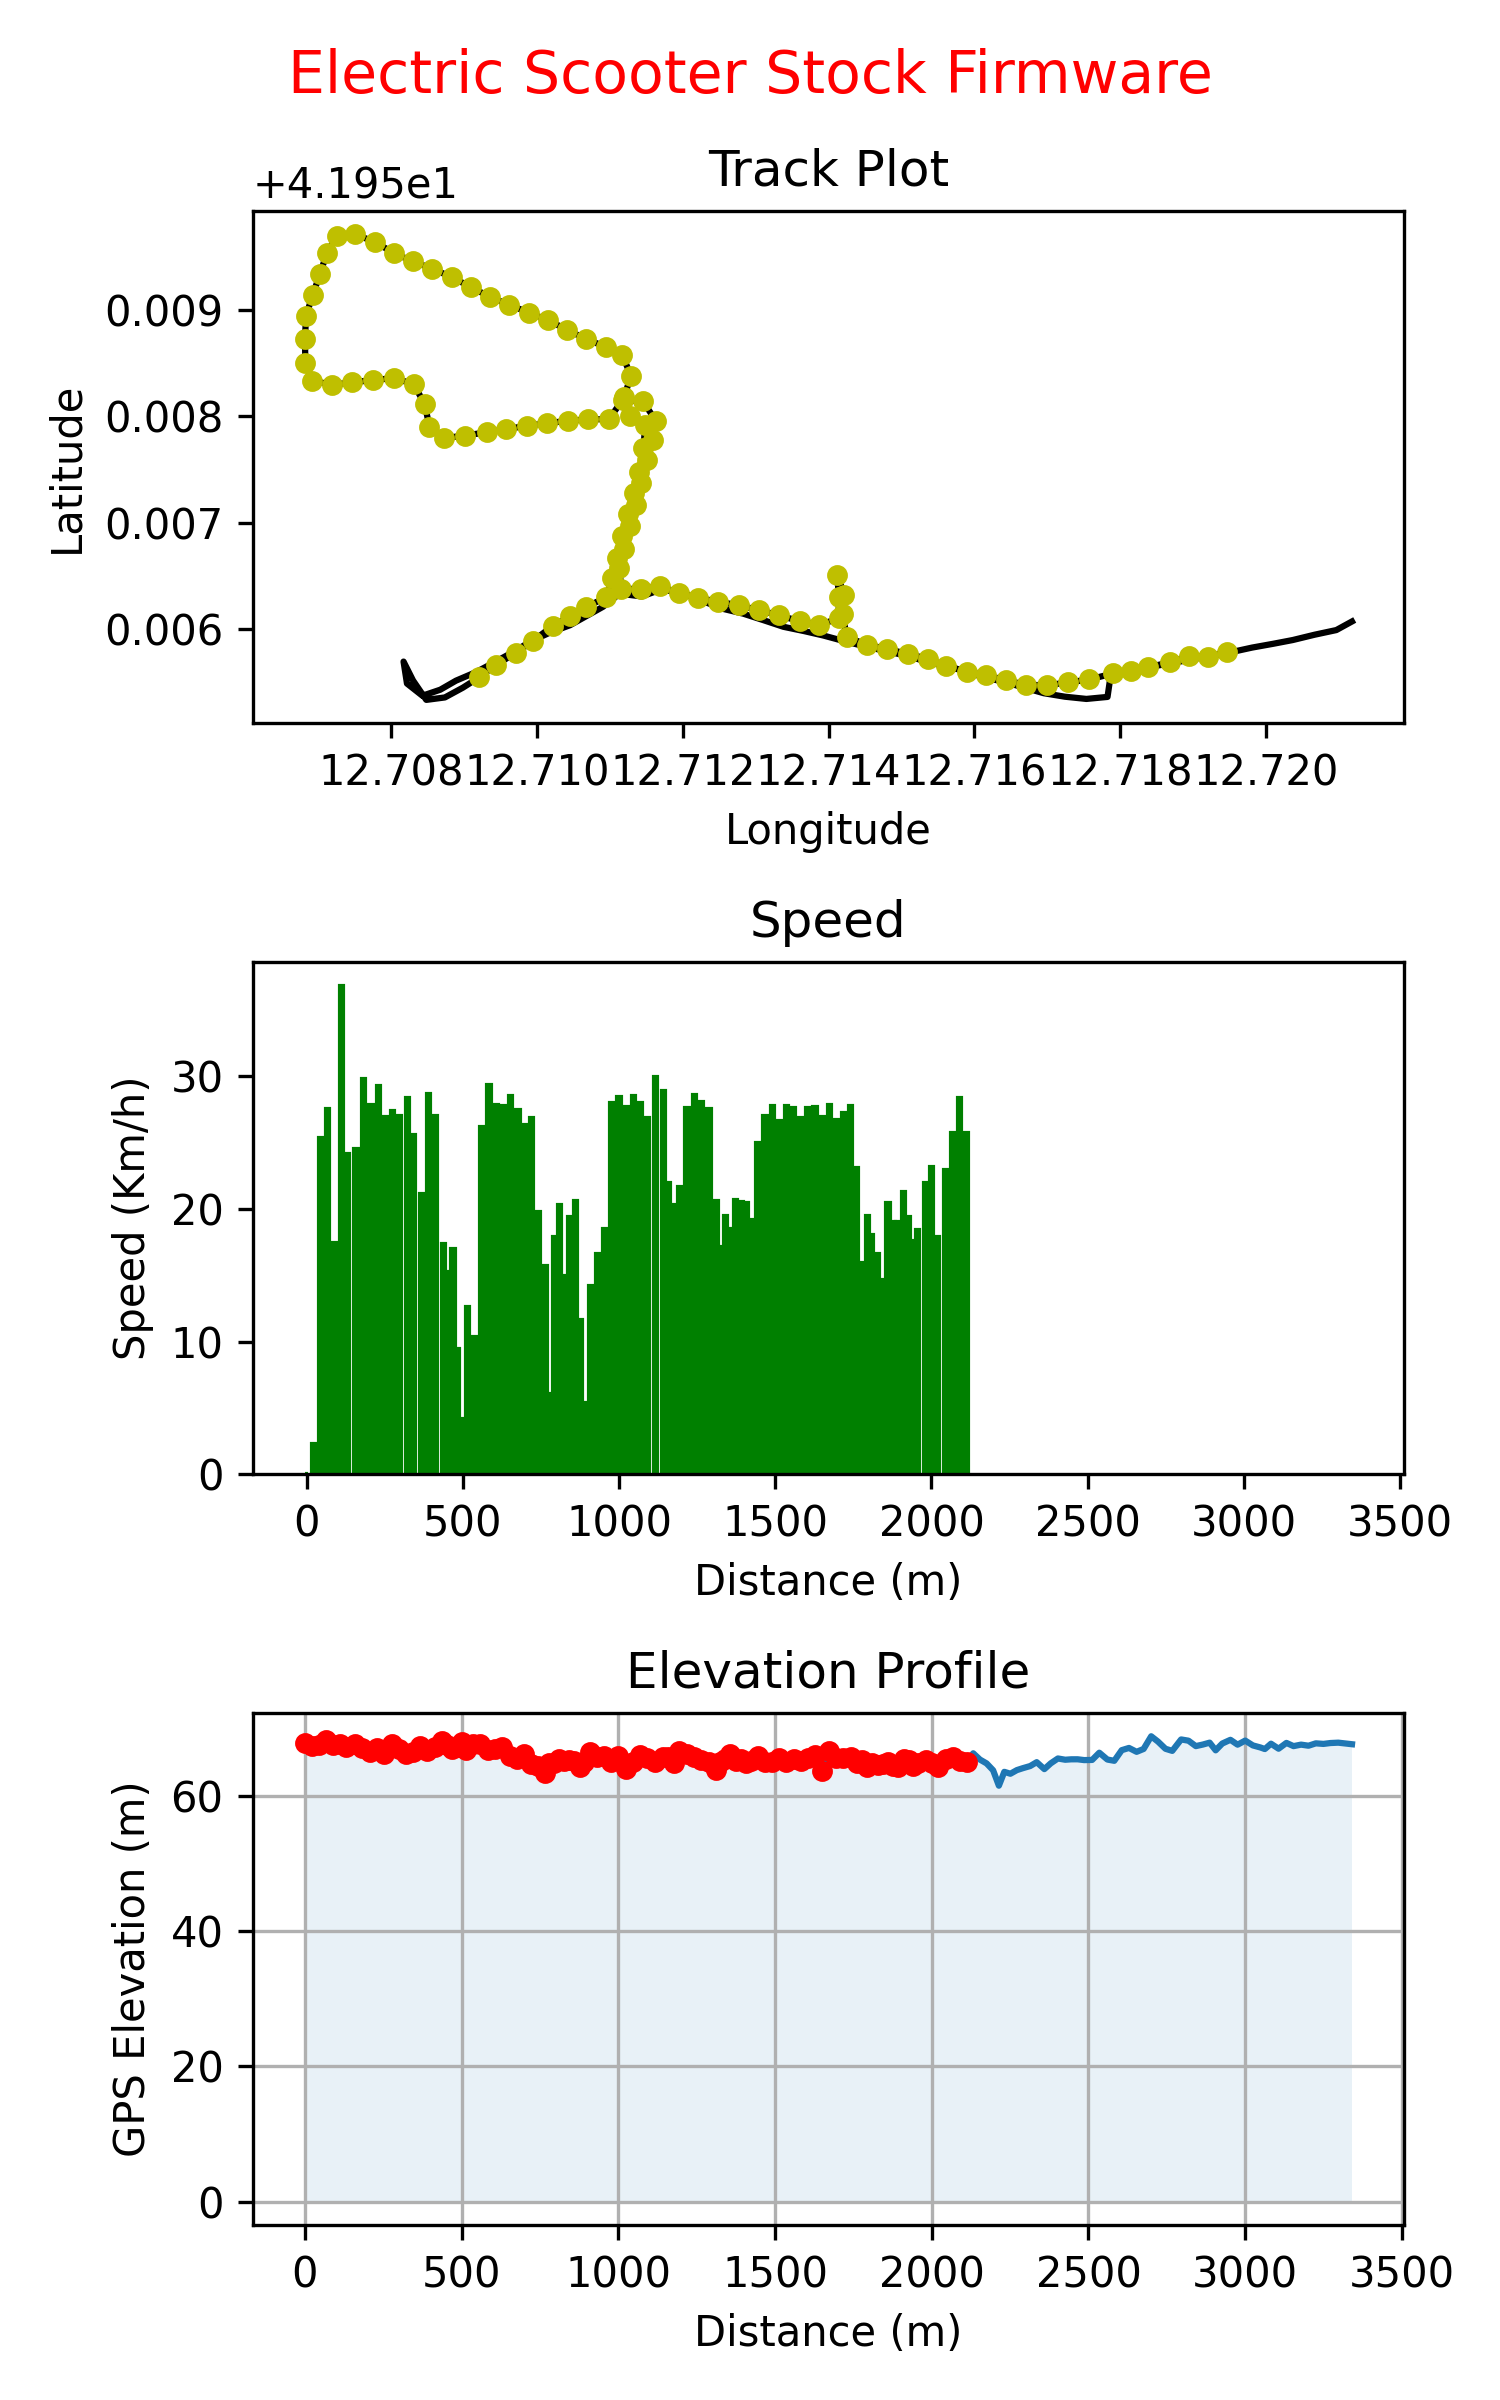 Electric Scooter Stock Firmware
Track Plot
+4.195e1
0.009
0.008
0.007
0.006
Latitude
12.708 12.710 12.712 12.714 12.716 12.718 12.720
Longitude
Speed
30
20
10
0
Speed (Km/h)
0 500 1000 1500 2000 2500 3000 3500
Distance (m)
Elevation Profile
60
40
20
0
GPS Elevation (m)
0 500 1000 1500 2000 2500 3000 3500
Distance (m)